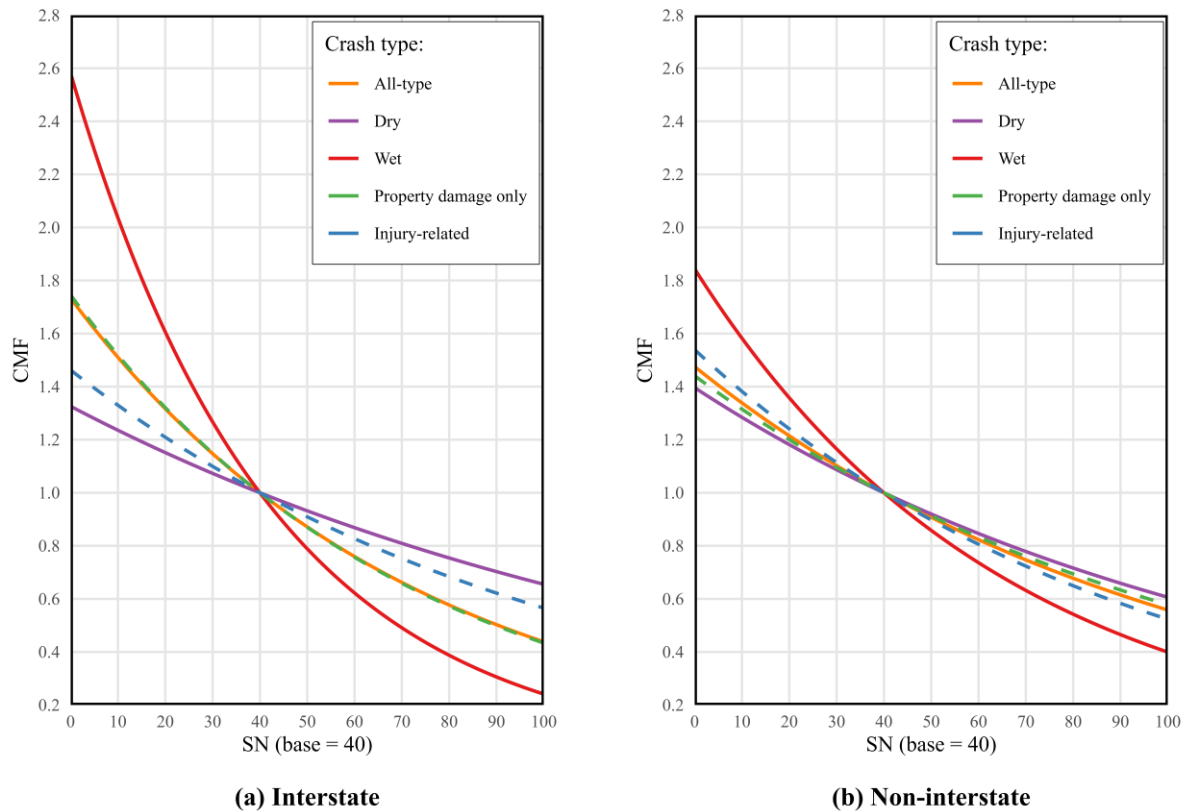 2.8
2.6
2.4
2.2
2.0
1.8
1.6
1.4
1.2
1.0
0.8
0.6
0.4
0.2
CMF
Crash type:
All-type
Dry
Wet
Property damage only
Injury-related
0 10 20 30 40 50 60 70 80 90 100
SN (base = 40)
(a) Interstate
2.8
2.6
2.4
2.2
2.0
1.8
1.6
1.4
1.2
1.0
0.8
0.6
0.4
0.2
CMF
Crash type:
All-type
Dry
Wet
Property damage only
Injury-related
0 10 20 30 40 50 60 70 80 90 100
SN (base = 40)
(b) Non-interstate